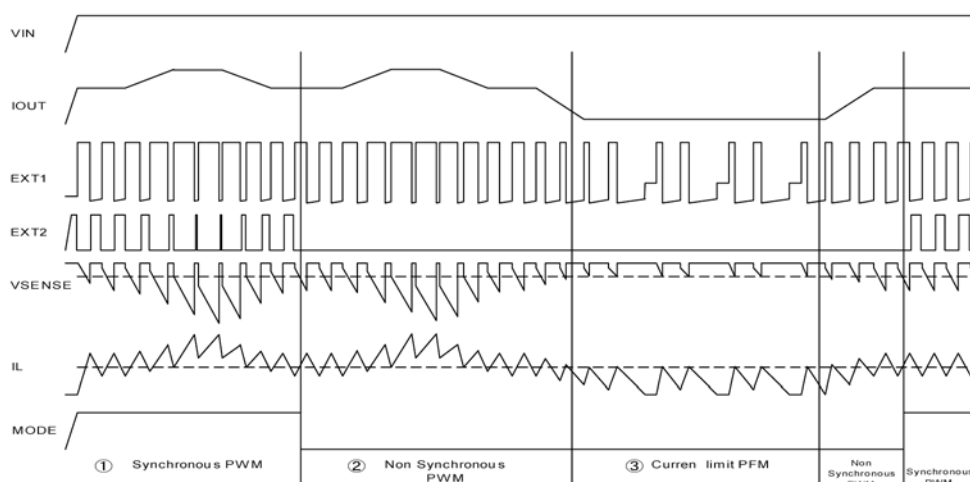 VIN
IOUT
EXT1
EXT2
VSENSE
IL
MODE
① Synchronous PWM
② Non Synchronous
PWM
③ Curren limit PFM
Non
Synchronous
Synchronous